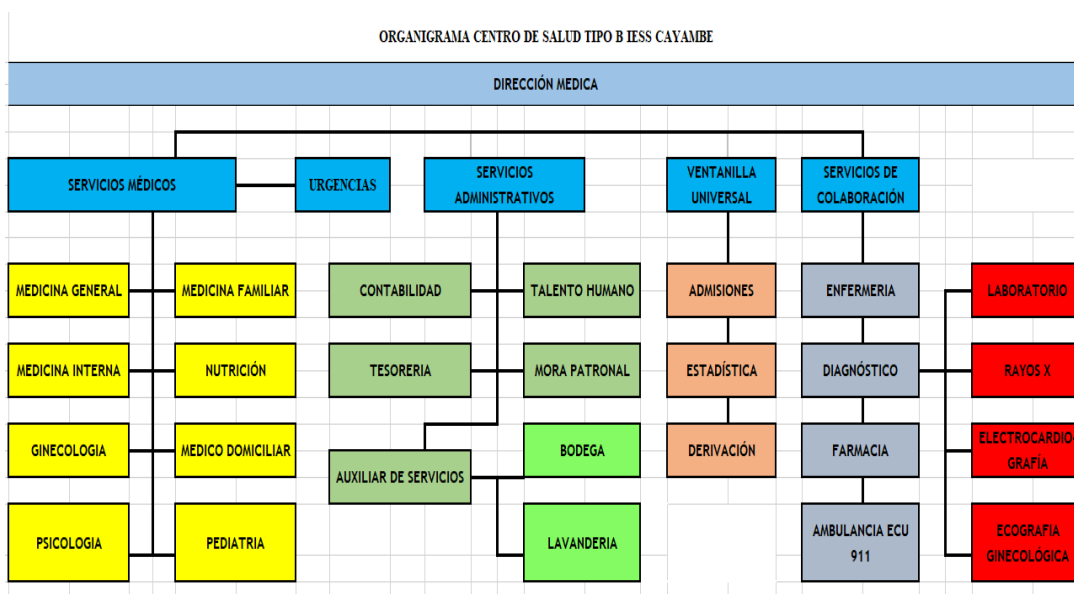 ORGANIGRAMA CENTRO DE SALUD TIPO B IESS CAYAMBE
DIRECCIÓN MEDICA
SERVICIOS MÉDICOS
URGENCIAS
SERVICIOS
ADMINISTRATIVOS
VENTANILLA
UNIVERSAL
SERVICIOS DE
COLABORACIÓN
MEDICINA GENERAL
MEDICINA FAMILIAR
CONTABILIDAD
TALENTO HUMANO
ADMISIONES
ENFERMERIA
LABORATORIO
MEDICINA INTERNA
NUTRICIÓN
TESORERIA
MORA PATRONAL
ESTADÍSTICA
DIAGNÓSTICO
RAYOS X
GINECOLOGIA
MEDICO DOMICILIAR
AUXILIAR DE SERVICIOS
BODEGA
DERIVACIÓN
FARMACIA
ELECTROCARDIO-
GRAFÍA
PSICOLOGIA
PEDIATRIA
LAVANDERIA
AMBULANCIA ECU
911
ECOGRAFIA
GINECOLÓGICA